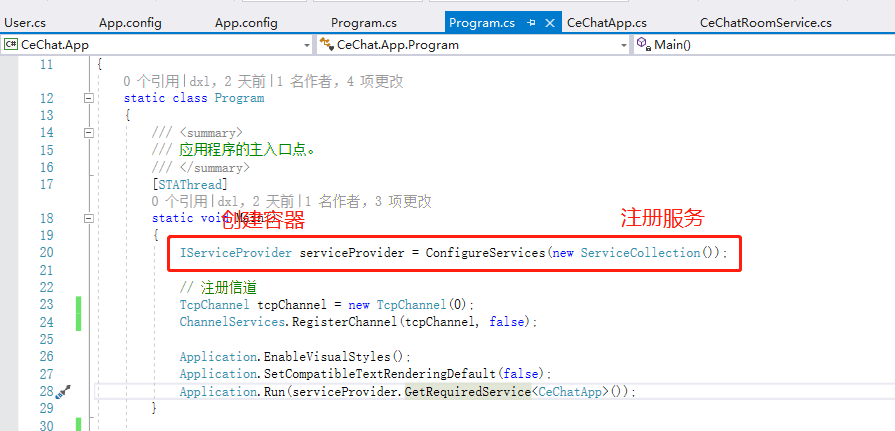 User.cs App.config App.config Program.cs Program.cs CeChatApp.cs CeChatRoomService.cs
CeChat.App CeChat.App.Program Main()
11 {
0 个引用|dxl，2 天前|1 名作者，4 项更改
12 static class Program
13 {
14 /// <summary>
15 /// 应用程序的主入口点。
16 /// </summary>
17 [STAThread]
0 个引用|dxl，2 天前|1 名作者，3 项更改
创建容器 注册服务
18 static void Main()
19 {
20 IServiceProvider serviceProvider = ConfigureServices(new ServiceCollection());
21
22 // 注册信道
23 TcpChannel tcpChannel = new TcpChannel(0);
24 ChannelServices.RegisterChannel(tcpChannel, false);
25
26 Application.EnableVisualStyles();
27 Application.SetCompatibleTextRenderingDefault(false);
28 Application.Run(serviceProvider.GetRequiredService<CeChatApp>());
29 }
30